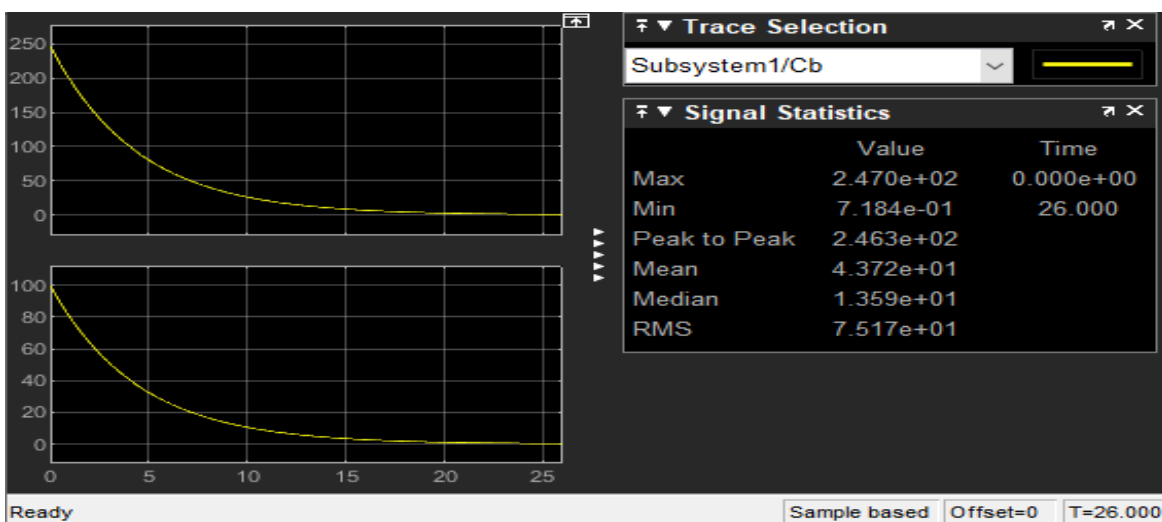 250
200
150
100
50
0
100
80
60
40
20
0
0 5 10 15 20 25
Trace Selection
Subsystem1/Cb
Signal Statistics
Value Time
Max 2.470e+02 0.000e+00
Min 7.184e-01 26.000
Peak to Peak 2.463e+02
Mean 4.372e+01
Median 1.359e+01
RMS 7.517e+01
Ready Sample based Offset=0 T=26.000